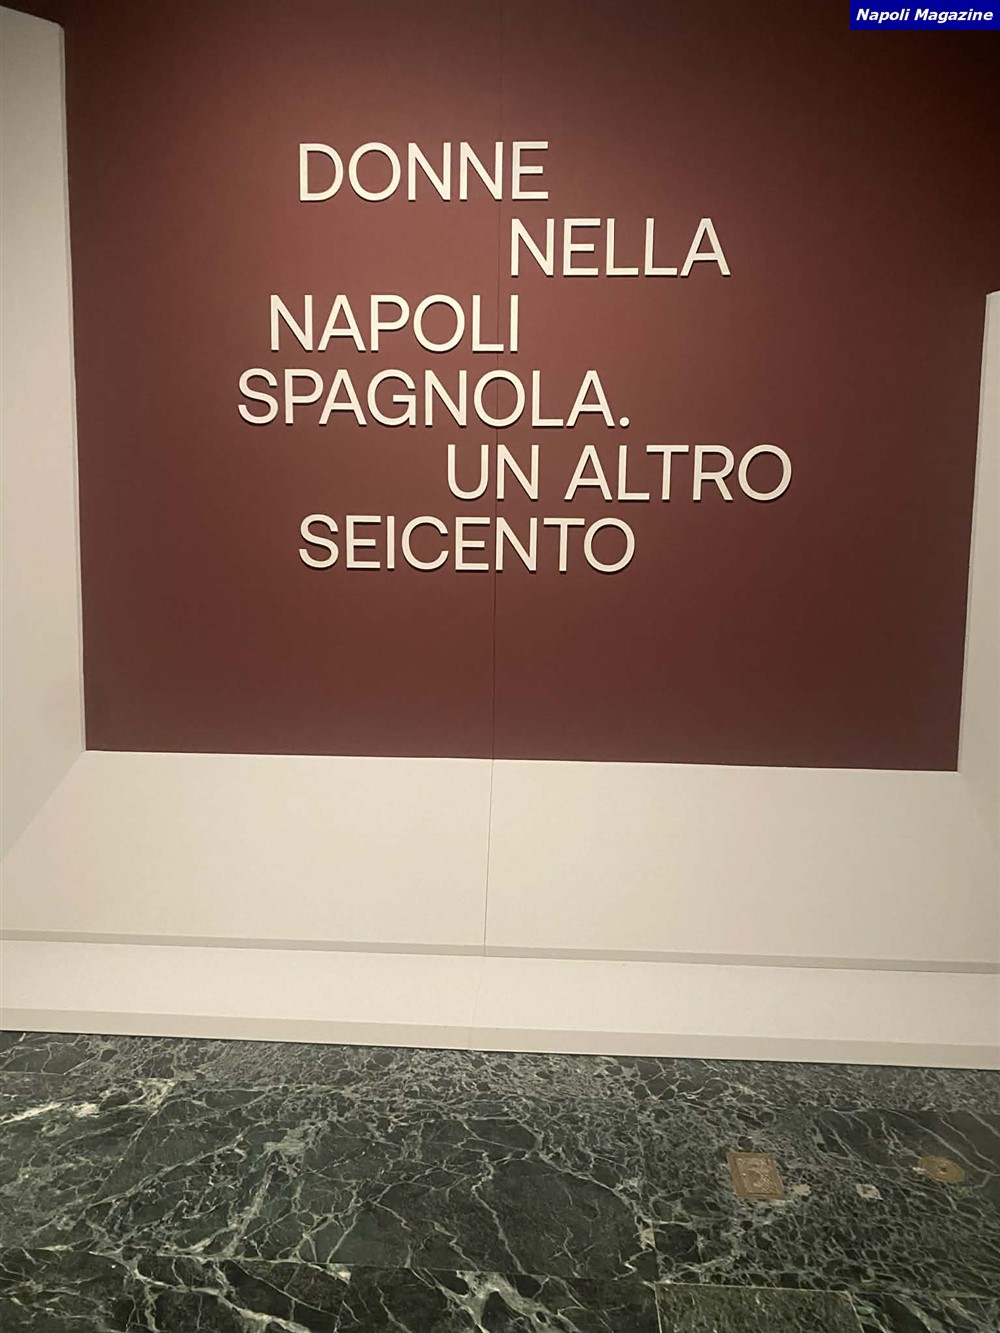 Napoli Magazine
DONNE
NELLA
NAPOLI
SPAGNOLA.
UN ALTRO
SEICENTO